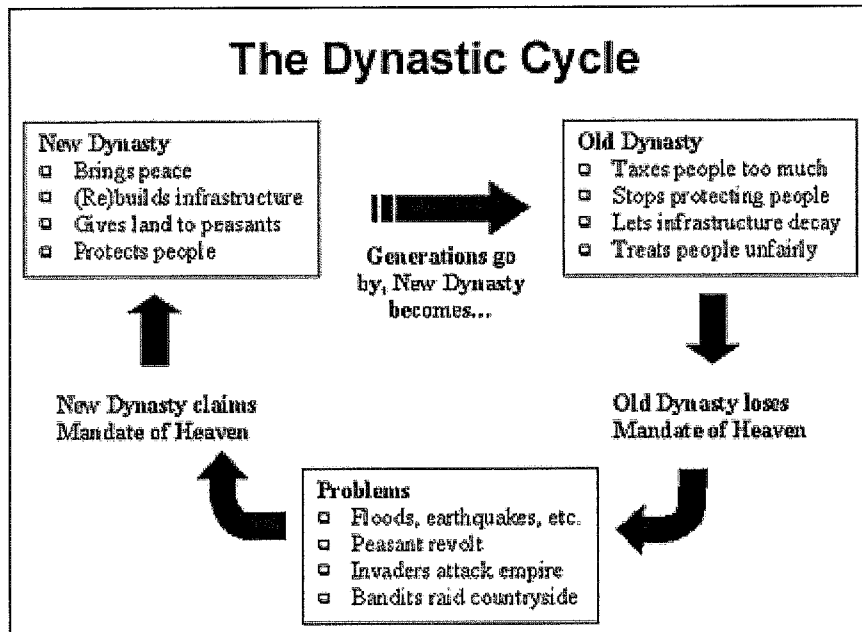 The Dynastic Cycle
New Dynasty
Brings peace
(Re)builds infrastructure
Gives land to peasants
Protects people
Generations go
by, New Dynasty
becomes...
Old Dynasty
Taxes people too much
Stops protecting people
Lets infrastructure decay
Treats people unfairly
Old Dynasty loses
Mandate of Heaven
Problems
Floods, earthquakes, etc.
Peasant revolt
Invaders attack empire
Bandits raid countryside
New Dynasty claims
Mandate of Heaven